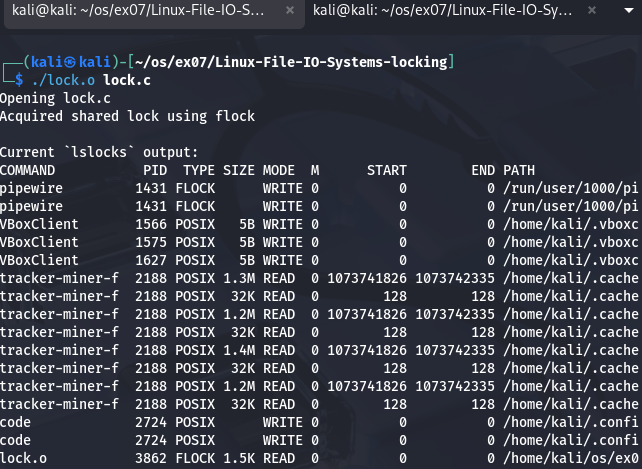 kali@kali: ~/os/ex07/Linux-File-IO-S... × kali@kali: ~/os/ex07/Linux-File-IO-Sy... ×
(kali㉿kali)-[~/os/ex07/Linux-File-IO-Systems-locking]
$ ./lock.o lock.c
Opening lock.c
Acquired shared lock using flock
Current `lslocks` output:
COMMAND PID TYPE SIZE MODE M START END PATH
pipewire 1431 FLOCK WRITE 0 0 0 /run/user/1000/pi
pipewire 1431 FLOCK WRITE 0 0 0 /run/user/1000/pi
VBoxClient 1566 POSIX 5B WRITE 0 0 0 /home/kali/.vboxc
VBoxClient 1575 POSIX 5B WRITE 0 0 0 /home/kali/.vboxc
VBoxClient 1627 POSIX 5B WRITE 0 0 0 /home/kali/.vboxc
tracker-miner-f 2188 POSIX 1.3M READ 0 1073741826 1073742335 /home/kali/.cache
tracker-miner-f 2188 POSIX 32K READ 0 128 128 /home/kali/.cache
tracker-miner-f 2188 POSIX 1.2M READ 0 1073741826 1073742335 /home/kali/.cache
tracker-miner-f 2188 POSIX 32K READ 0 128 128 /home/kali/.cache
tracker-miner-f 2188 POSIX 1.4M READ 0 1073741826 1073742335 /home/kali/.cache
tracker-miner-f 2188 POSIX 32K READ 0 128 128 /home/kali/.cache
tracker-miner-f 2188 POSIX 1.2M READ 0 1073741826 1073742335 /home/kali/.cache
tracker-miner-f 2188 POSIX 32K READ 0 128 128 /home/kali/.cache
code 2724 POSIX WRITE 0 0 0 /home/kali/.confi
code 2724 POSIX WRITE 0 0 0 /home/kali/.confi
lock.o 3862 FLOCK 1.5K READ 0 0 0 /home/kali/os/ex0